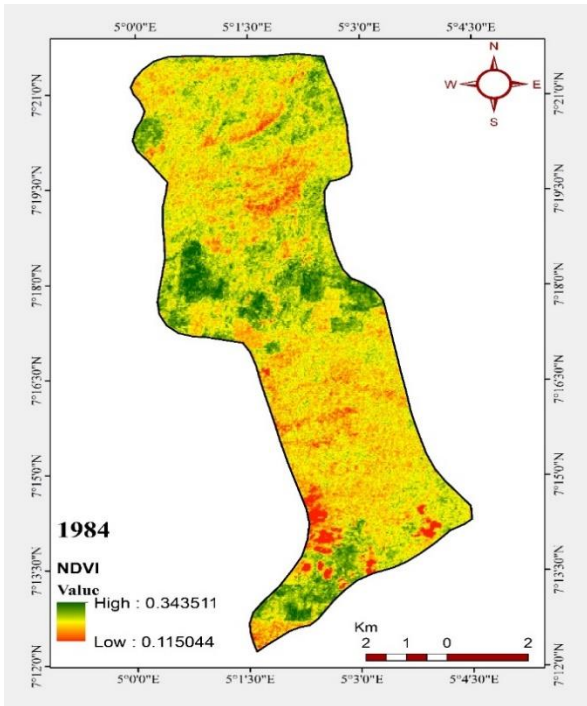 5°0'0"E 5°1'30"E 5°3'0"E 5°4'30"E
N
W E
S
7°21'0"N 7°21'0"N
7°19'30"N 7°19'30"N
7°18'0"N 7°18'0"N
7°16'30"N 7°16'30"N
7°15'0"N 7°15'0"N
1984
NDVI
7°13'30"N 7°13'30"N
Value
High : 0.343511
Low : 0.115044
Km
2 1 0 2
7°12'0"N 7°12'0"N
5°0'0"E 5°1'30"E 5°3'0"E 5°4'30"E